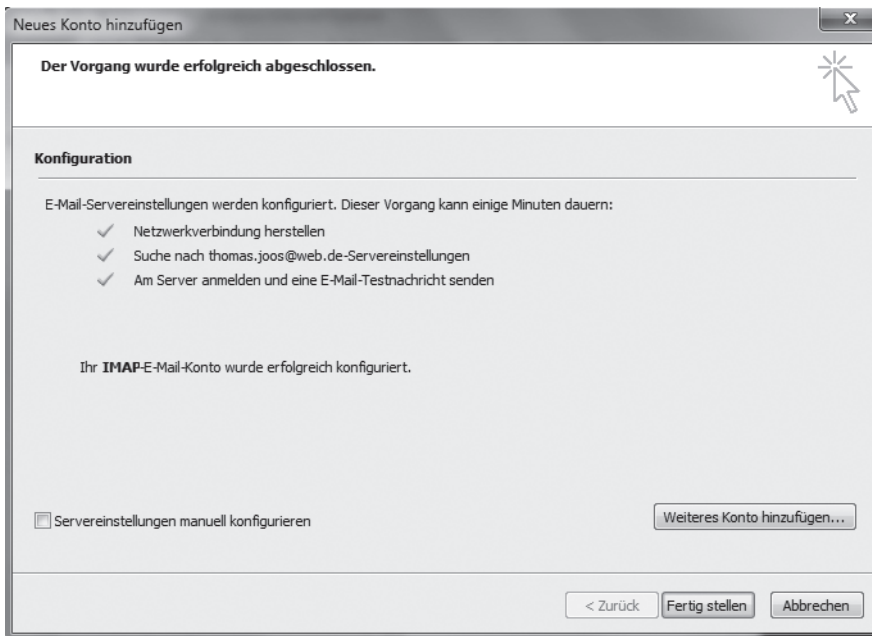 Neues Konto hinzufügen
Der Vorgang wurde erfolgreich abgeschlossen.
Konfiguration
E-Mail-Servereinstellungen werden konfiguriert. Dieser Vorgang kann einige Minuten dauern:
Netzwerkverbindung herstellen
Suche nach thomas.joos@web.de-Servereinstellungen
Am Server anmelden und eine E-Mail-Testnachricht senden
Ihr IMAP-E-Mail-Konto wurde erfolgreich konfiguriert.
Servereinstellungen manuell konfigurieren
Weiteres Konto hinzufügen...
< Zurück
Fertig stellen
Abbrechen